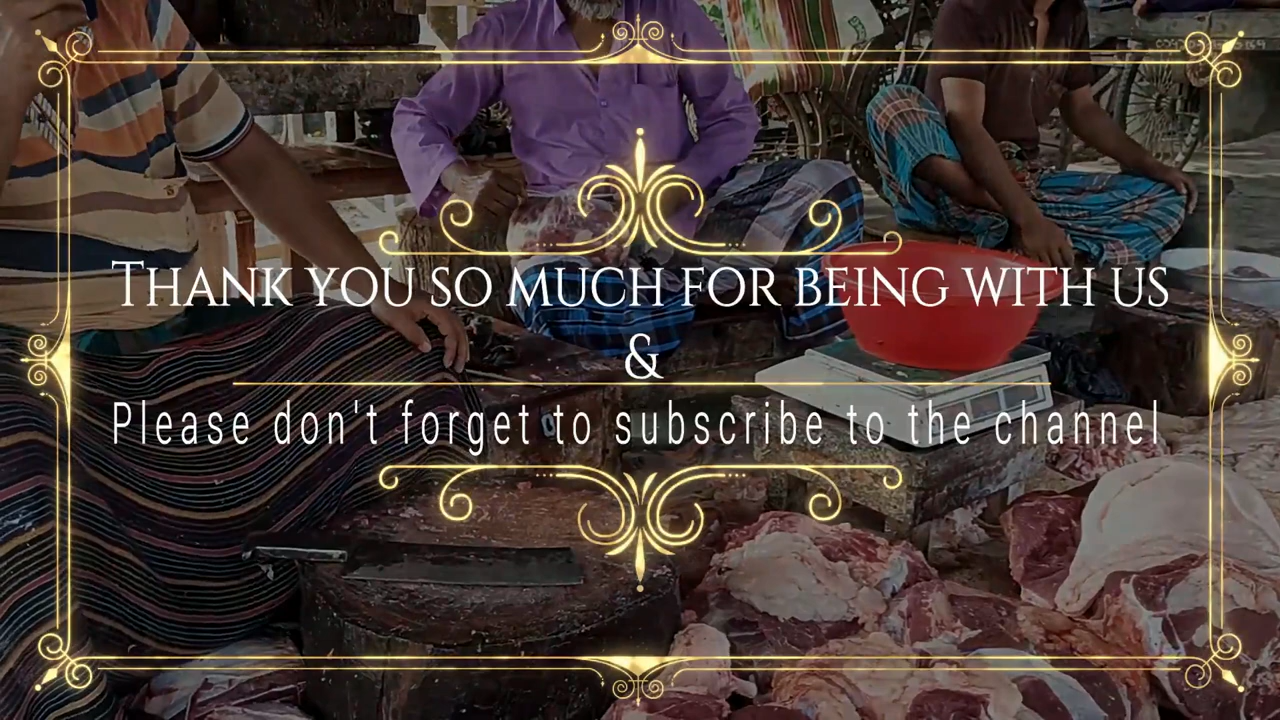 THANK YOU SO MUCH FOR BEING WITH US
&
Please don't forget to subscribe to the channel